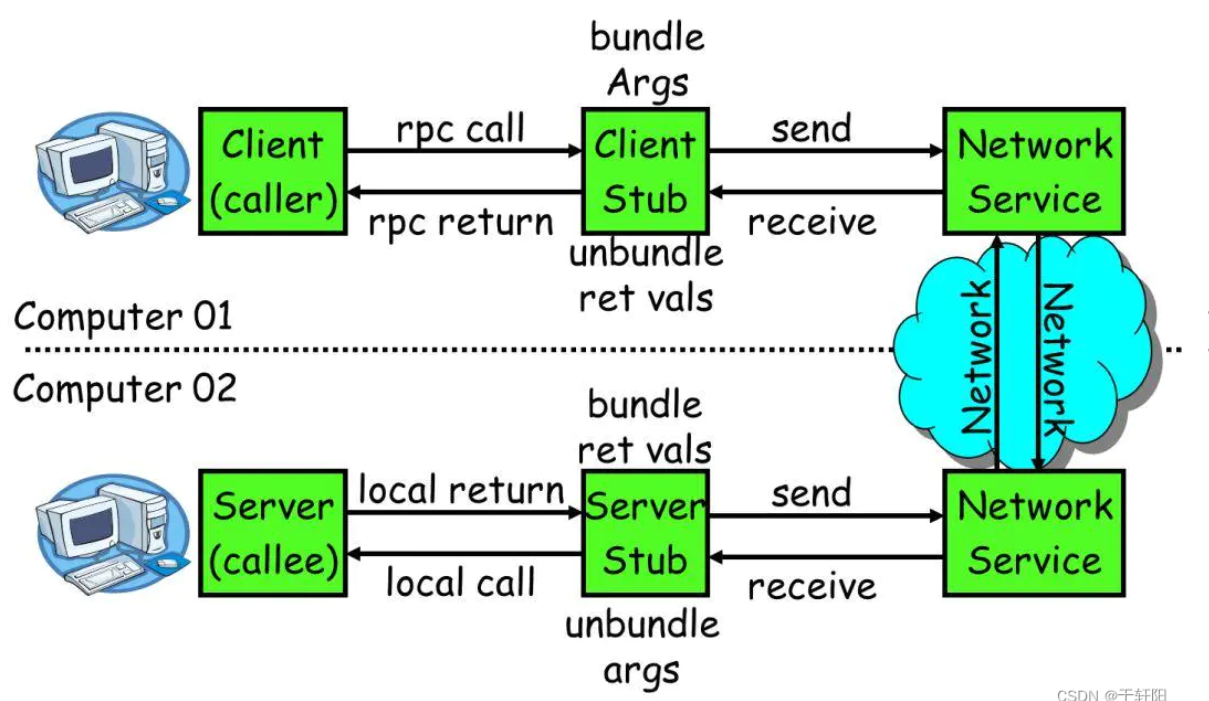 bundle
Args
Client
(caller)
rpc call
rpc return
Client
Stub
send
receive
Network
Service
unbundle
ret vals
Computer 01
Network
Network
Computer 02
bundle
ret vals
Server
(callee)
local return
local call
Server
Stub
send
receive
Network
Service
unbundle
args
CSDN @于轩阳